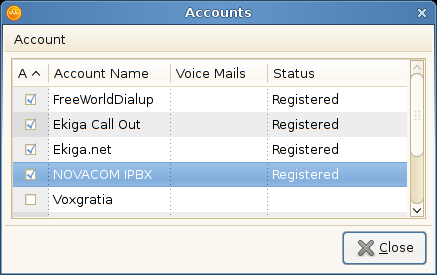 Accounts
Account
A Account Name Voice Mails Status
FreeWorldDialup Registered
Ekiga Call Out Registered
Ekiga.net Registered
NOVACOM IPBX Registered
Voxgratia
Close